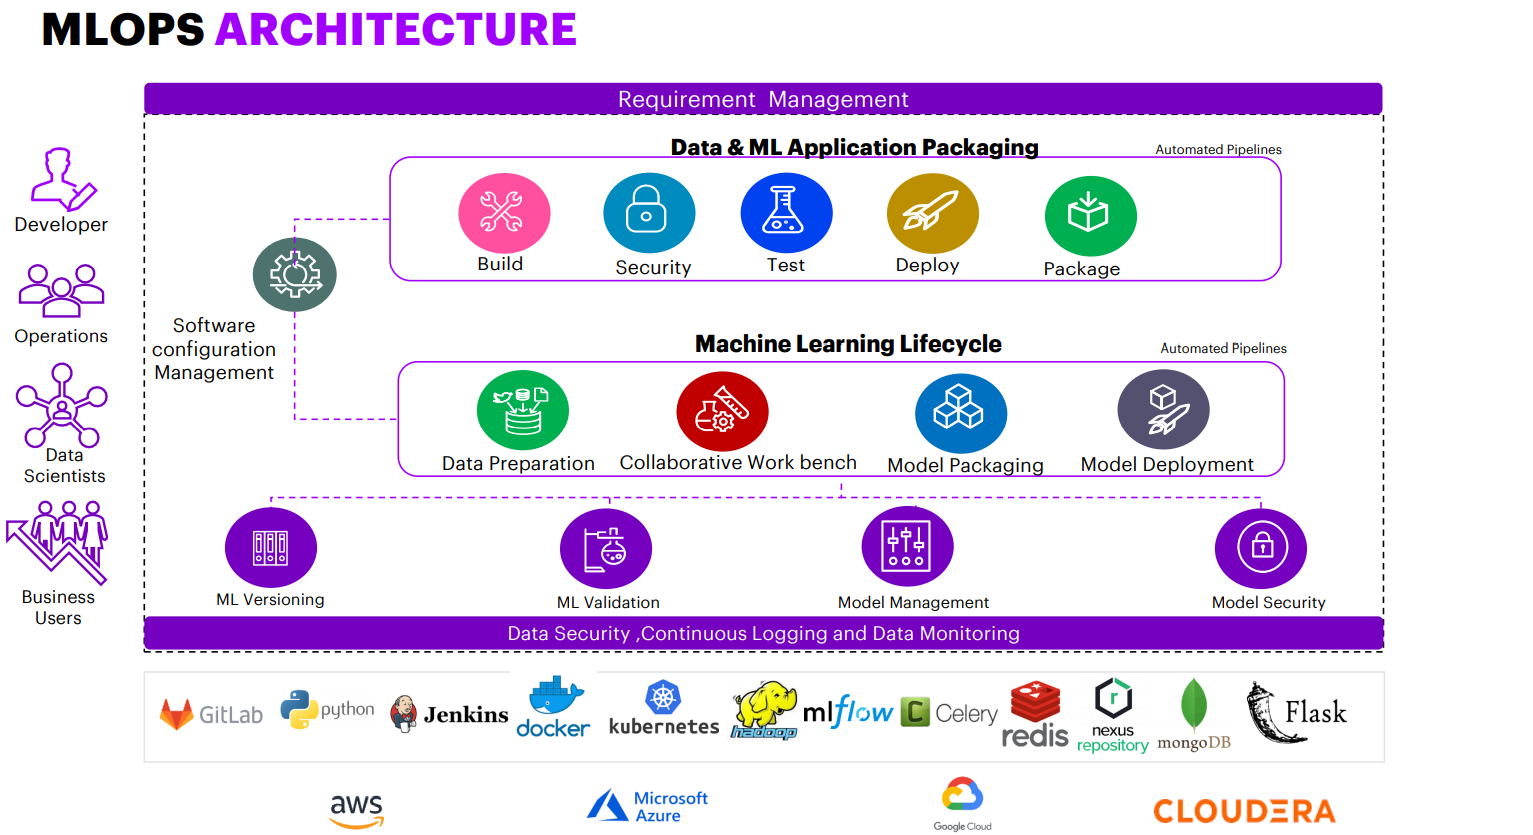 MLOPS ARCHITECTURE
Requirement Management
Data & ML Application Packaging
Automated Pipelines
Developer
Build
Security
Test
Deploy
Package
Operations
Software
configuration
Management
Machine Learning Lifecycle
Automated Pipelines
Data
Scientists
Data Preparation
Collaborative Work bench
Model Packaging
Model Deployment
Business
Users
ML Versioning
ML Validation
Model Management
Model Security
Data Security ,Continuous Logging and Data Monitoring
GitLab
python
Jenkins
docker
kubernetes
hadoop
mlflow
C Celery
redis
r
nexus
repository
mongoDB
Flask
aws
Microsoft
Azure
Google Cloud
CLOUDERA